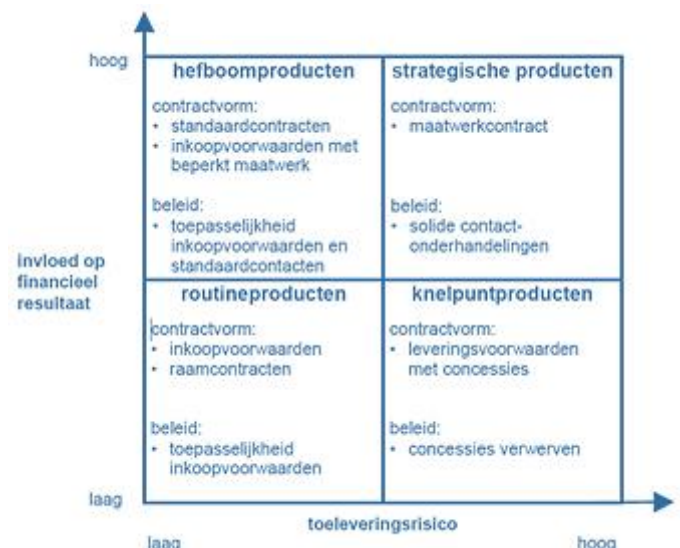 hoog
hefboomproducten
contractvorm:
• standaardcontracten
• inkoopvoorwaarden met
beperkt maatwerk
beleid:
• toepasselijkheid
inkoopvoorwaarden en
standaardcontacten
strategische producten
contractvorm:
• maatwerkcontract
beleid:
• solide contact-
onderhandelingen
invloed op
financieel
resultaat
routineproducten
contractvorm:
• inkoopvoorwaarden
• raamcontracten
beleid:
• toepasselijkheid
inkoopvoorwaarden
knelpuntproducten
contractvorm:
• leveringsvoorwaarden
met concessies
beleid:
• concessies verwerven
laag
toeleveringsrisico
laag
hoog